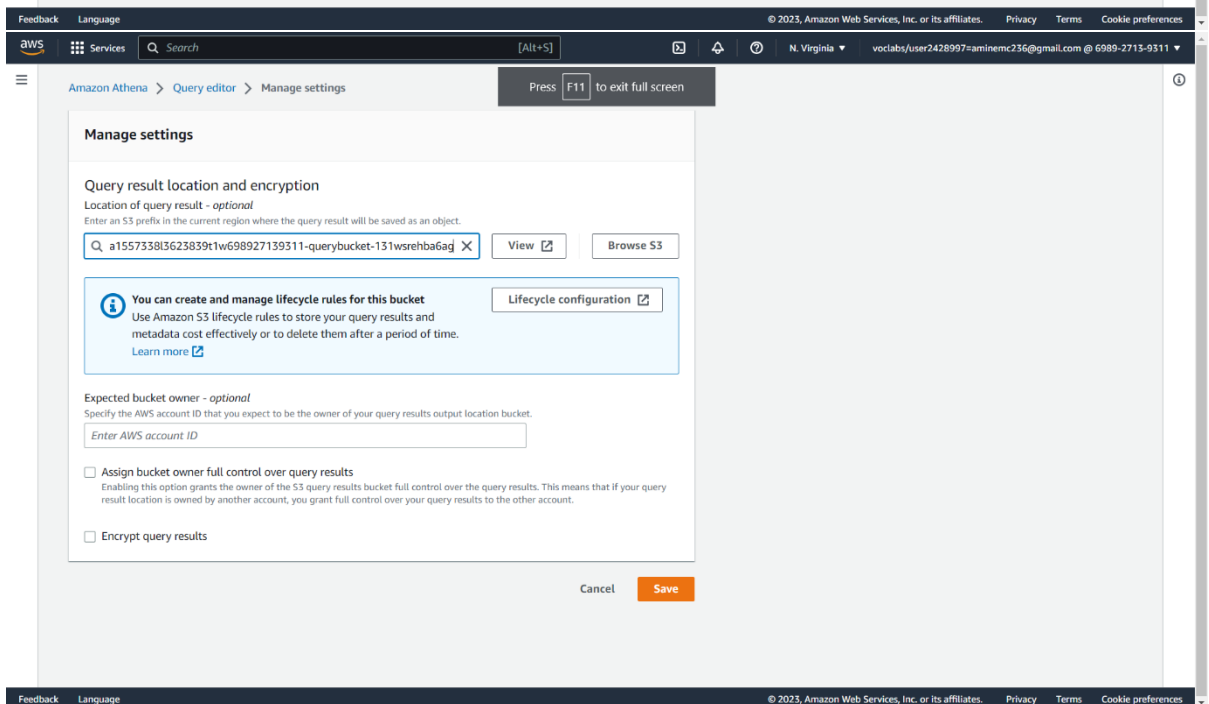 Feedback Language © 2023, Amazon Web Services, Inc. or its affiliates. Privacy Terms Cookie preferences
aws Services Search [Alt+S] N. Virginia voclabs/user2428997=aminemc236@gmail.com @ 6989-2713-9311
Amazon Athena Query editor Manage settings
Press F11 to exit full screen
Manage settings
Query result location and encryption
Location of query result - optional
Enter an S3 prefix in the current region where the query result will be saved as an object.
a1557338l3623839t1w698927139311-querybucket-131wsrehba6ag View Browse S3
You can create and manage lifecycle rules for this bucket
Lifecycle configuration
Use Amazon S3 lifecycle rules to store your query results and
metadata cost effectively or to delete them after a period of time.
Learn more
Expected bucket owner - optional
Specify the AWS account ID that you expect to be the owner of your query results output location bucket.
Enter AWS account ID
Assign bucket owner full control over query results
Enabling this option grants the owner of the S3 query results bucket full control over the query results. This means that if your query
result location is owned by another account, you grant full control over your query results to the other account.
Encrypt query results
Cancel Save
Feedback Language © 2023, Amazon Web Services, Inc. or its affiliates. Privacy Terms Cookie preferences